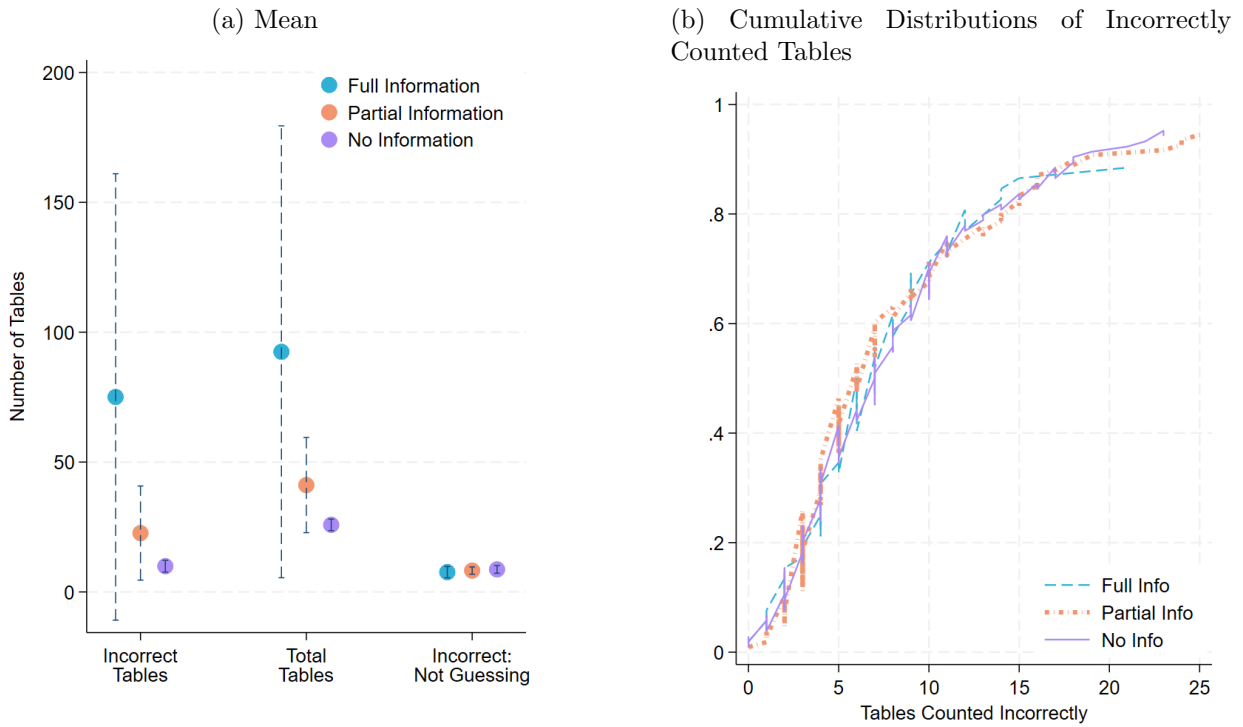 (a) Mean
200
150
100
50
0
Number of Tables
Full Information
Partial Information
No Information
Incorrect
Tables
Total
Tables
Incorrect:
Not Guessing
(b) Cumulative Distributions of Incorrectly
Counted Tables
1
.8
.6
.4
.2
0
Full Info
Partial Info
No Info
0 5 10 15 20 25
Tables Counted Incorrectly